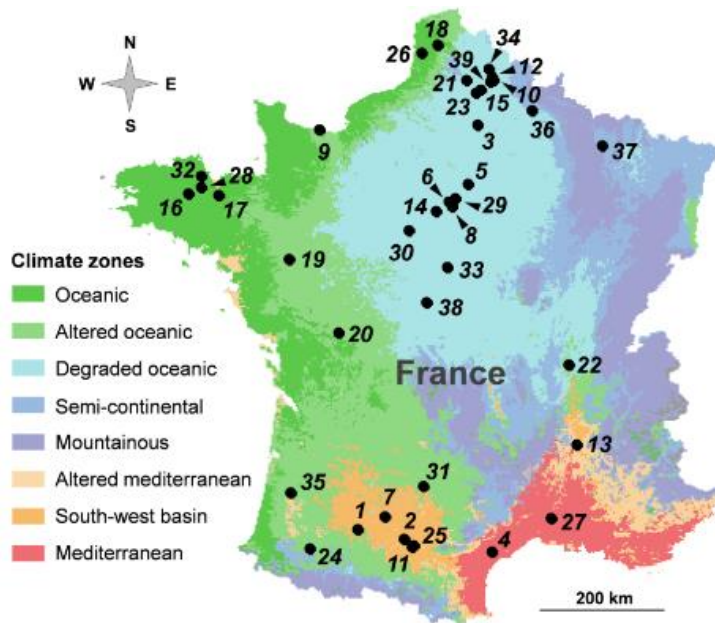 N
W E
S
18
26
34
39
12
21
10
23
15
36
3
9
37
32
28
5
6
16
17
14
29
8
30
19
33
Climate zones
Oceanic
38
Altered oceanic
20
Degraded oceanic
France
22
Semi-continental
Mountainous
13
Altered mediterranean
31
35
South-west basin
7
1
2
25
27
Mediterranean
24
11
4
200 km